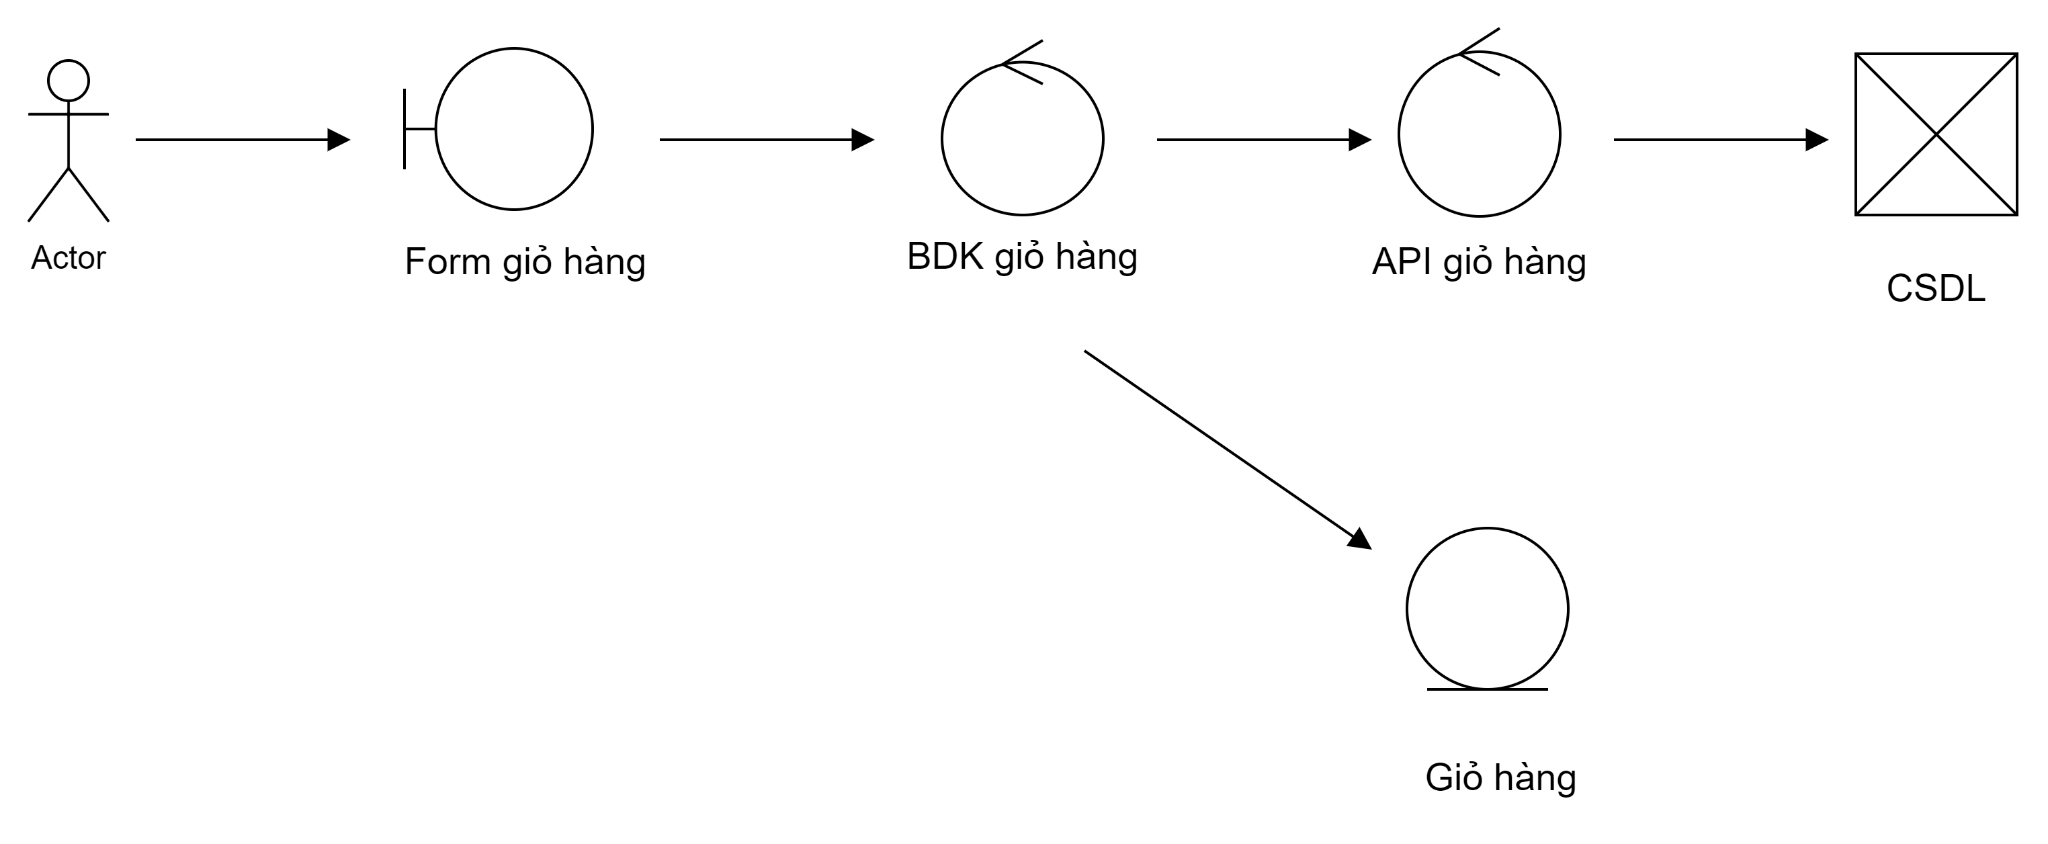 Actor
Form giỏ hàng
BDK giỏ hàng
API giỏ hàng
CSDL
Giỏ hàng